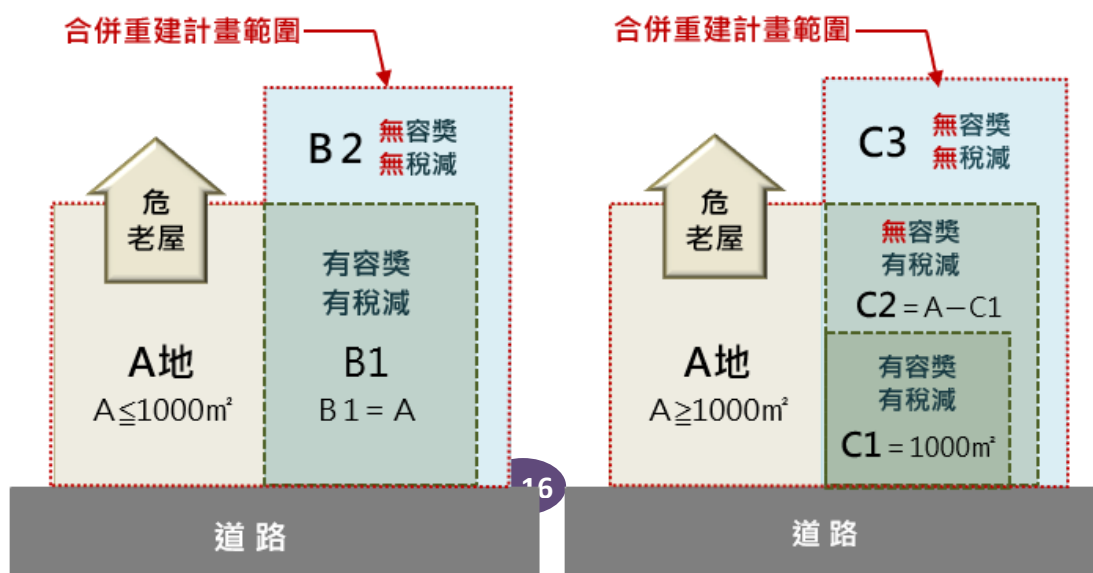 合併重建計畫範圍
B2
無容獎
無稅減
危
老屋
有容獎
有稅減
A地
A≦1000㎡
B1
B1=A
道路
合併重建計畫範圍
C3
無容獎
無稅減
危
老屋
無容獎
有稅減
C2=A－C1
A地
A≧1000㎡
有容獎
有稅減
C1=1000㎡
道路
16